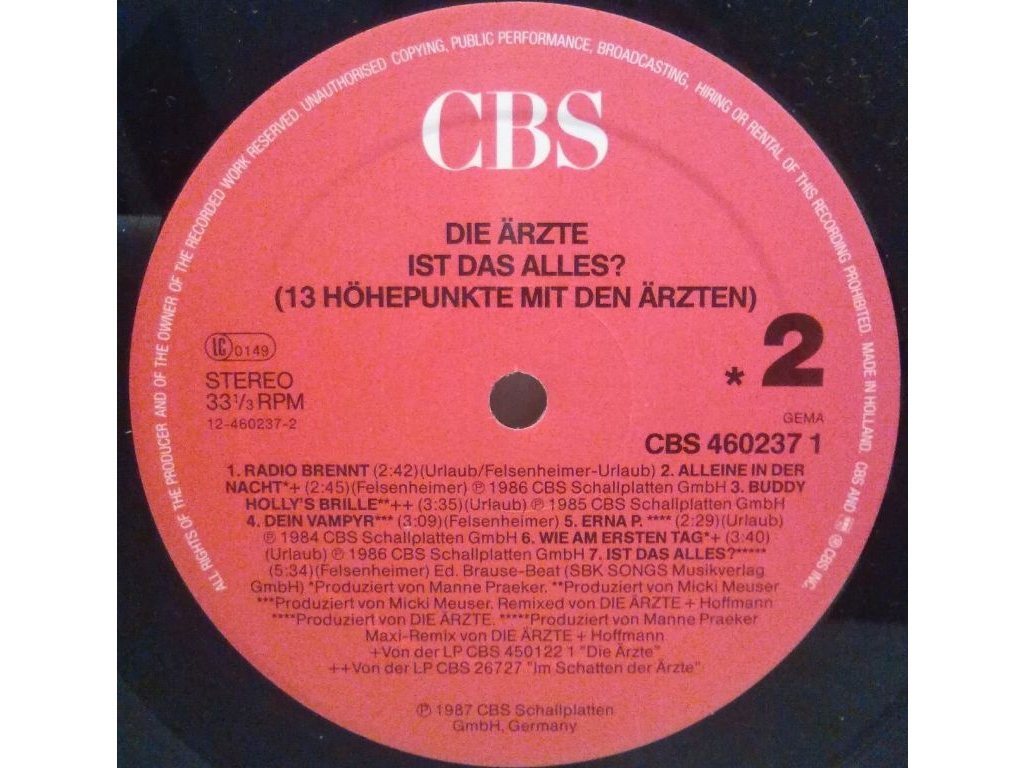 ALL RIGHTS OF THE PRODUCER AND OF THE OWNER OF THE RECORDED WORK RESERVED. UNAUTHORISED COPYING, PUBLIC PERFORMANCE, BROADCASTING, HIRING OR RENTAL OF THIS RECORDING PROHIBITED. MADE IN HOLLAND. CBS AND ® CBS INC.
CBS
DIE ÄRZTE
IST DAS ALLES?
(13 HÖHEPUNKTE MIT DEN ÄRZTEN)
LC 0149
STEREO
33 1/3 RPM
12-460237-2
* 2
GEMA
CBS 460237 1
1. RADIO BRENNT (2:42)(Urlaub/Felsenheimer-Urlaub) 2. ALLEINE IN DER
NACHT*+ (2:45)(Felsenheimer) ℗ 1986 CBS Schallplatten GmbH 3. BUDDY
HOLLY'S BRILLE**++ (3:35)(Urlaub) ℗ 1985 CBS Schallplatten GmbH
4. DEIN VAMPYR*** (3:09)(Felsenheimer) 5. ERNA P. **** (2:29)(Urlaub)
℗ 1984 CBS Schallplatten GmbH 6. WIE AM ERSTEN TAG*+ (3:40)
(Urlaub) ℗ 1986 CBS Schallplatten GmbH 7. IST DAS ALLES?*****
(5:34)(Felsenheimer) Ed. Brause-Beat (SBK SONGS Musikverlag
GmbH) *Produziert von Manne Praeker. **Produziert von Micki Meuser
***Produziert von Micki Meuser. Remixed von DIE ÄRZTE + Hoffmann
****Produziert von DIE ÄRZTE. *****Produziert von Manne Praeker
Maxi-Remix von DIE ÄRZTE + Hoffmann
+Von der LP CBS 450122 1 "Die Ärzte"
++Von der LP CBS 26727 "Im Schatten der Ärzte"
℗ 1987 CBS Schallplatten
GmbH, Germany